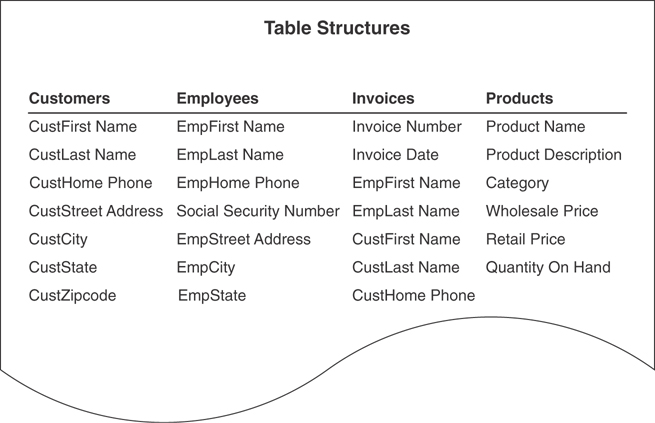 Table Structures
Customers Employees Invoices Products
CustFirst Name EmpFirst Name Invoice Number Product Name
CustLast Name EmpLast Name Invoice Date Product Description
CustHome Phone EmpHome Phone EmpFirst Name Category
CustStreet Address Social Security Number EmpLast Name Wholesale Price
CustCity EmpStreet Address CustFirst Name Retail Price
CustState EmpCity CustLast Name Quantity On Hand
CustZipcode EmpState CustHome Phone